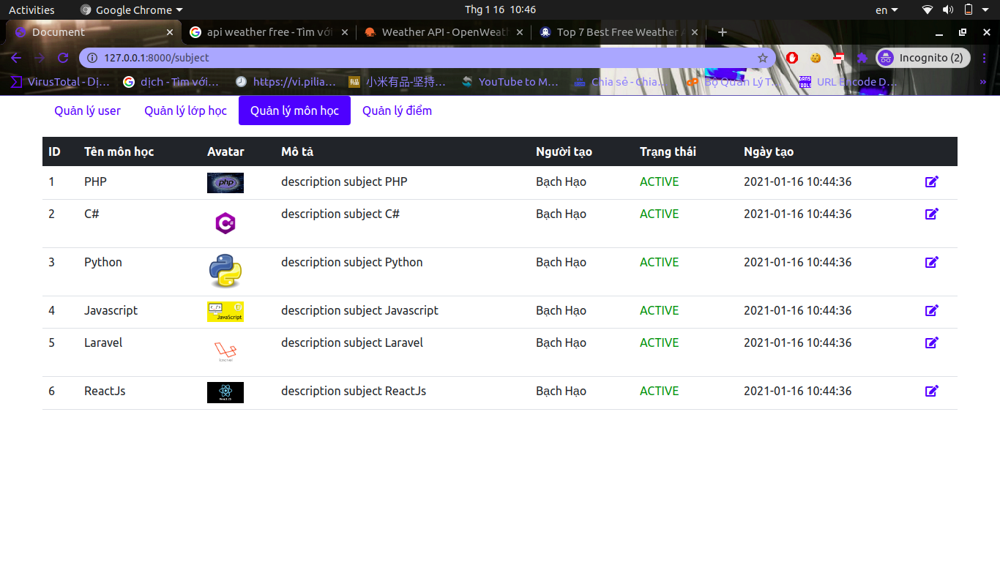 Activities Google Chrome Thg 1 16 10:46 en
Document api weather free - Tìm với Weather API - OpenWeath Top 7 Best Free Weather A
127.0.0.1:8000/subject Incognito (2)
VirusTotal - Dị… dịch - Tìm với… https://vi.pilia… 小米有品-坚持… YouTube to M… Chia sẻ - Chia… Bộ Quản Lý T… DANS TOOLS URL Encode D… »
Quản lý user Quản lý lớp học Quản lý môn học Quản lý điểm
ID Tên môn học Avatar Mô tả Người tạo Trạng thái Ngày tạo
1 PHP php description subject PHP Bạch Hạo ACTIVE 2021-01-16 10:44:36
2 C# C# description subject C# Bạch Hạo ACTIVE 2021-01-16 10:44:36
3 Python description subject Python Bạch Hạo ACTIVE 2021-01-16 10:44:36
4 Javascript JavaScript description subject Javascript Bạch Hạo ACTIVE 2021-01-16 10:44:36
5 Laravel description subject Laravel Bạch Hạo ACTIVE 2021-01-16 10:44:36
6 ReactJs description subject ReactJs Bạch Hạo ACTIVE 2021-01-16 10:44:36